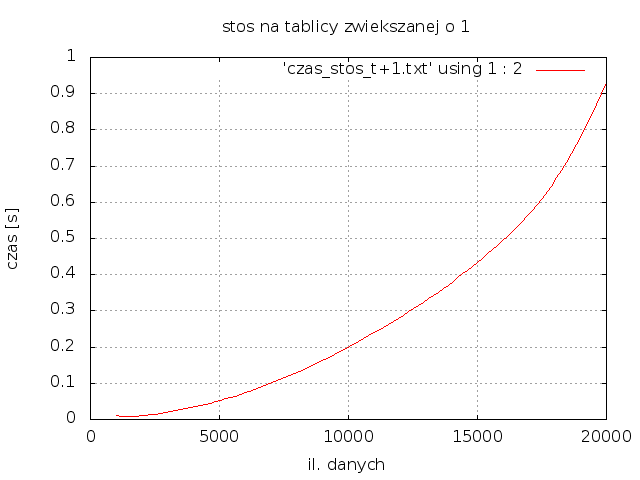 stos na tablicy zwiekszanej o 1
'czas_stos_t+1.txt' using 1 : 2
1
0.9
0.8
0.7
0.6
0.5
0.4
0.3
0.2
0.1
0
czas [s]
0 5000 10000 15000 20000
il. danych